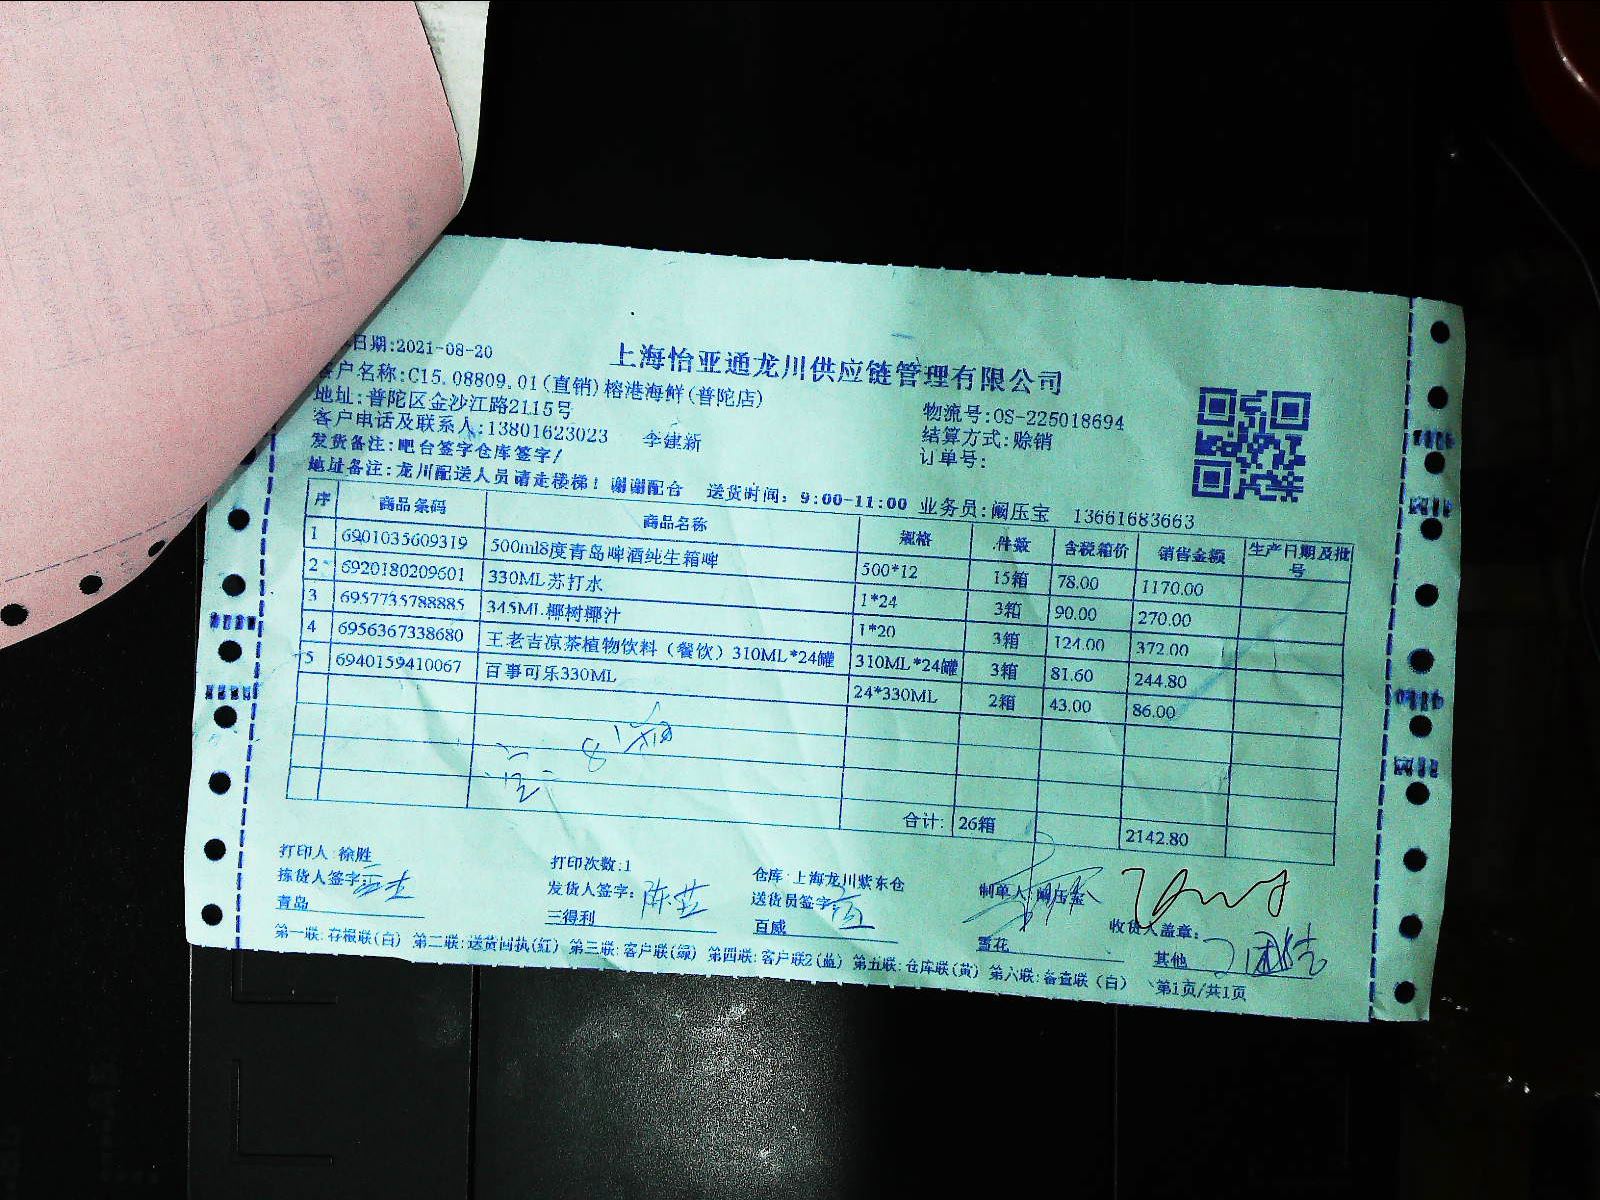 上海怡亚通龙川供应链管理有限公司
日期:2021-08-20
客户名称:C15.08809.01(直销)榕港海鲜(普陀店)
物流号:OS-225018694
地址:普陀区金沙江路2115号
结算方式:赊销
客户电话及联系人:13801623023 李建新
订单号:
发货备注:吧台签字仓库签字/
地址备注:龙川配送人员请走楼梯!谢谢配合 送货时间:9:00-11:00 业务员:阚压宝 13661683663
序 商品条码 商品名称 规格 件数 含税箱价 销售金额 生产日期及批号
1 6901035609319 500ml8度青岛啤酒纯生箱啤 500*12 15箱 78.00 1170.00
2 6920180209601 330ML苏打水 1*24 3箱 90.00 270.00
3 6957735788885 345ML椰树椰汁 1*20 3箱 124.00 372.00
4 6956367338680 王老吉凉茶植物饮料(餐饮)310ML*24罐 310ML*24罐 3箱 81.60 244.80
5 6940159410067 百事可乐330ML 24*330ML 2箱 43.00 86.00
合计: 26箱 2142.80
打印人:徐胜 打印次数:1 仓库:上海龙川紫东仓 制单人:阚压宝
拣货人签字: 发货人签字: 送货员签字: 收货人盖章:
青岛 三得利 百威 雪花 其他
第一联:存根联(白) 第二联:送货回执(红) 第三联:客户联(绿) 第四联:客户联2(蓝) 第五联:仓库联(黄) 第六联:备查联(白) 第1页/共1页